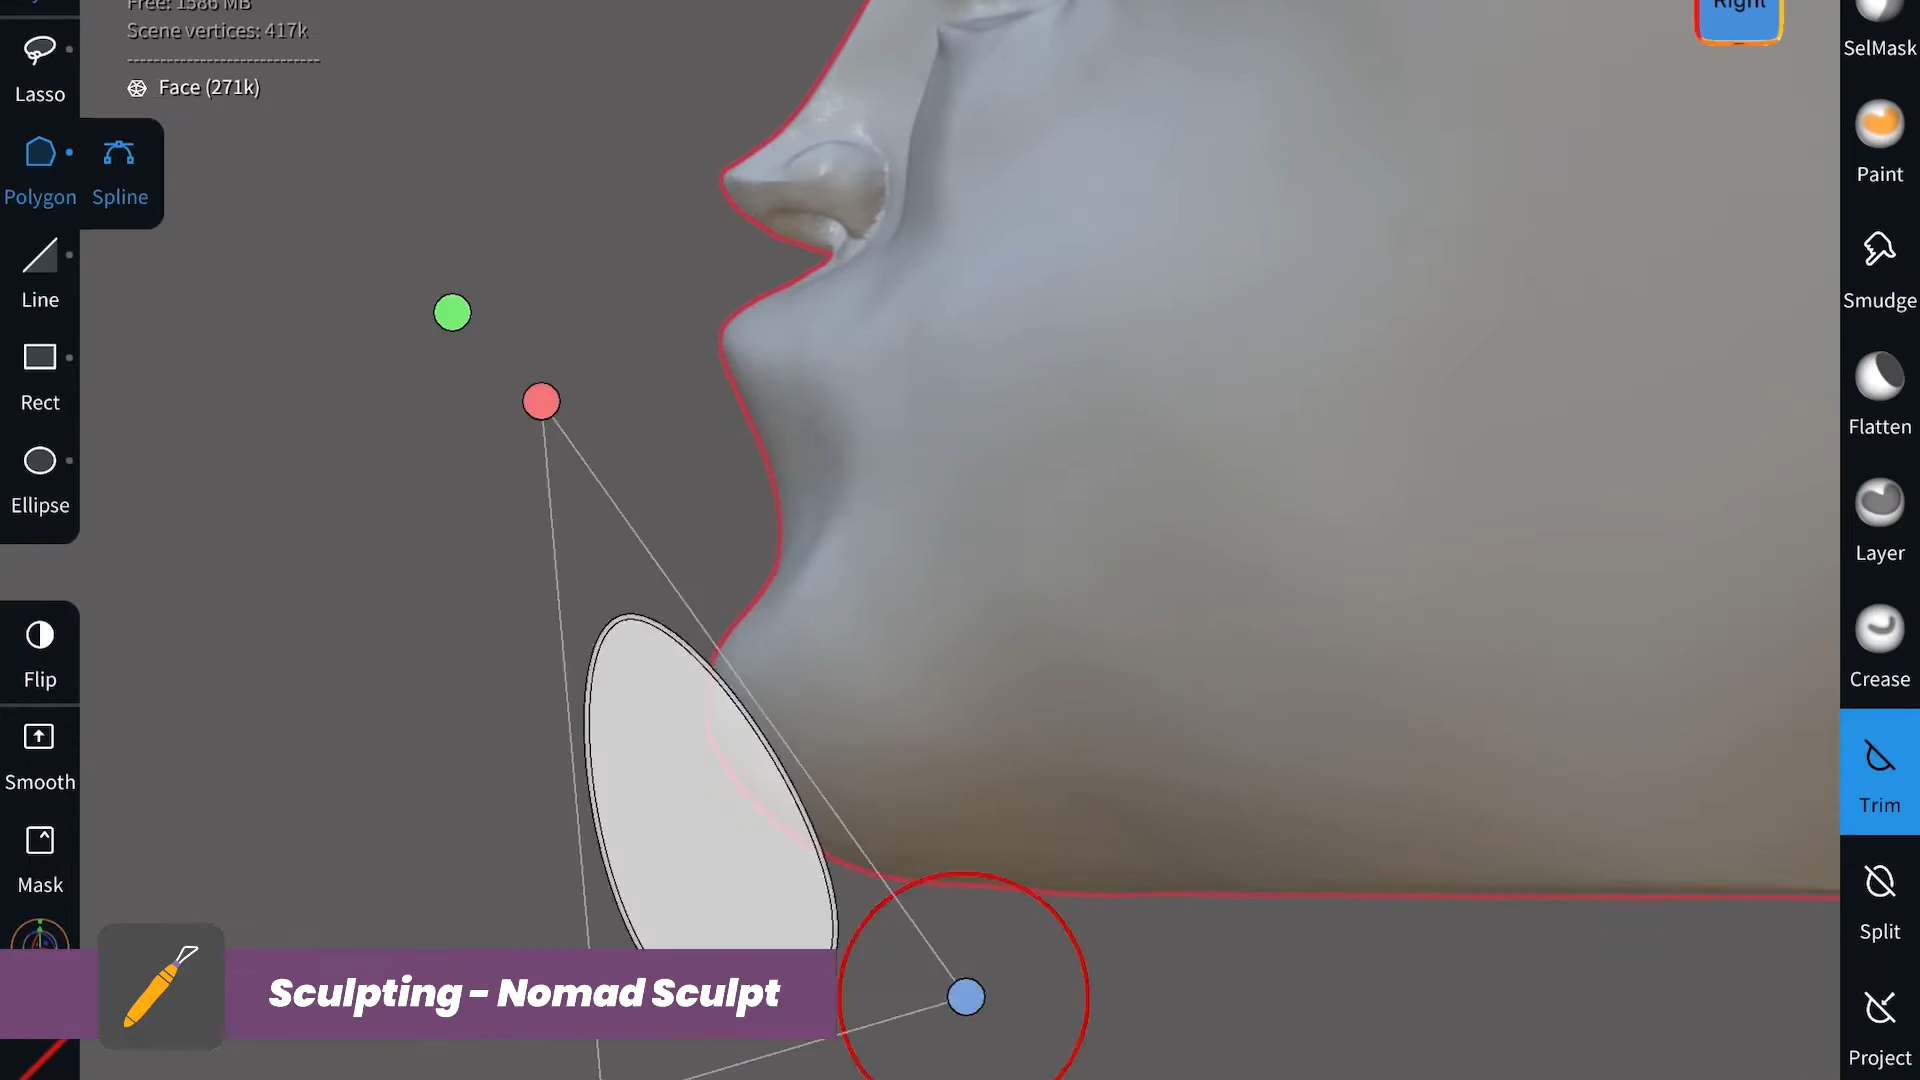 Free: 1586 MB
Scene vertices: 417k
------------------------------
Face (271k)
Right
Lasso
Polygon
Spline
Line
Rect
Ellipse
Flip
Smooth
Mask
SelMask
Paint
Smudge
Flatten
Layer
Crease
Trim
Split
Project
Sculpting - Nomad Sculpt